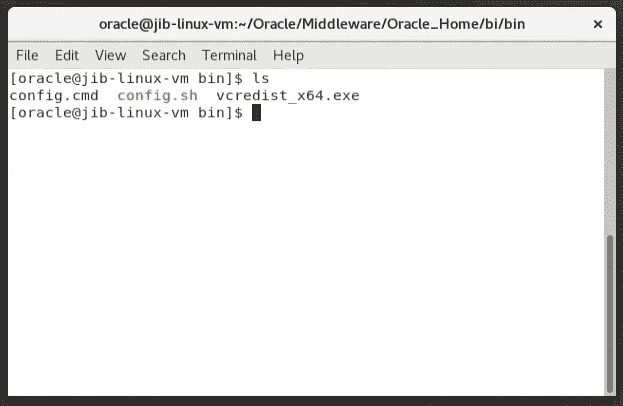 oracle@jib-linux-vm:~/Oracle/Middleware/Oracle_Home/bi/bin ×
File Edit View Search Terminal Help
[oracle@jib-linux-vm bin]$ ls
config.cmd config.sh vcredist_x64.exe
[oracle@jib-linux-vm bin]$